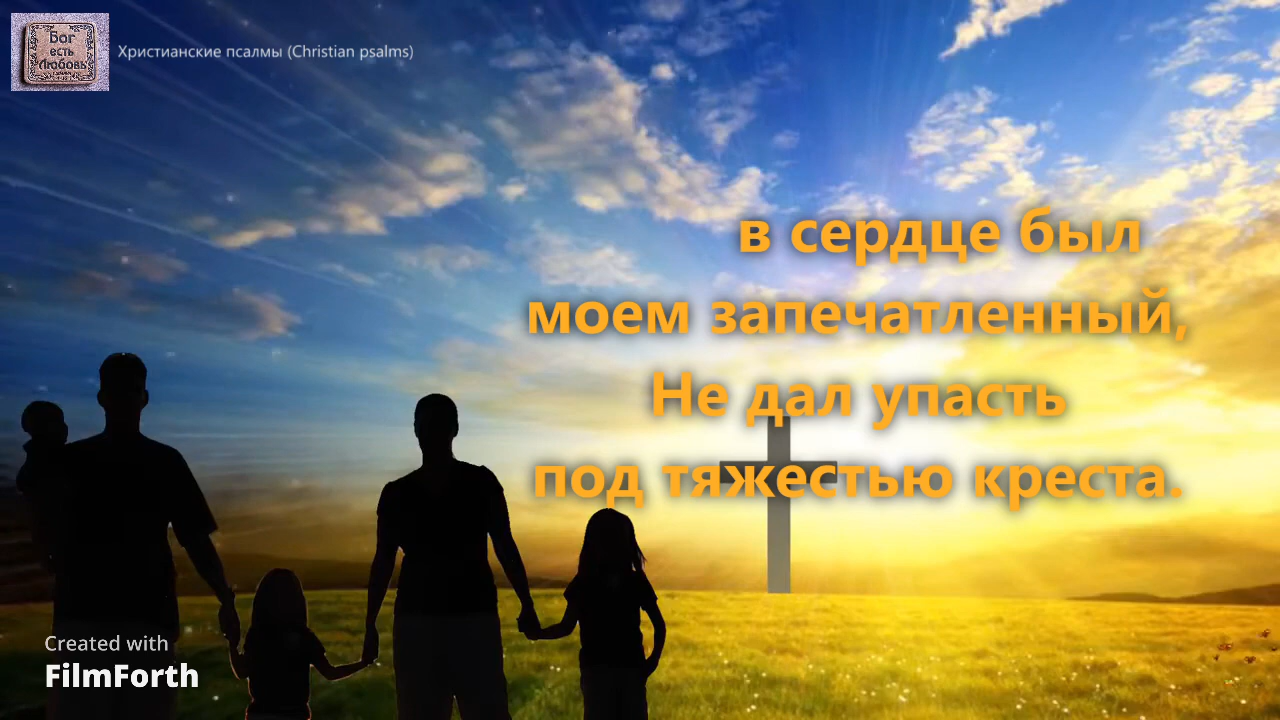 Бог
есть
Любовь
Христианские псалмы (Christian psalms)
в сердце был
моем запечатленный,
Не дал упасть
под тяжестью креста.
Created with
FilmForth